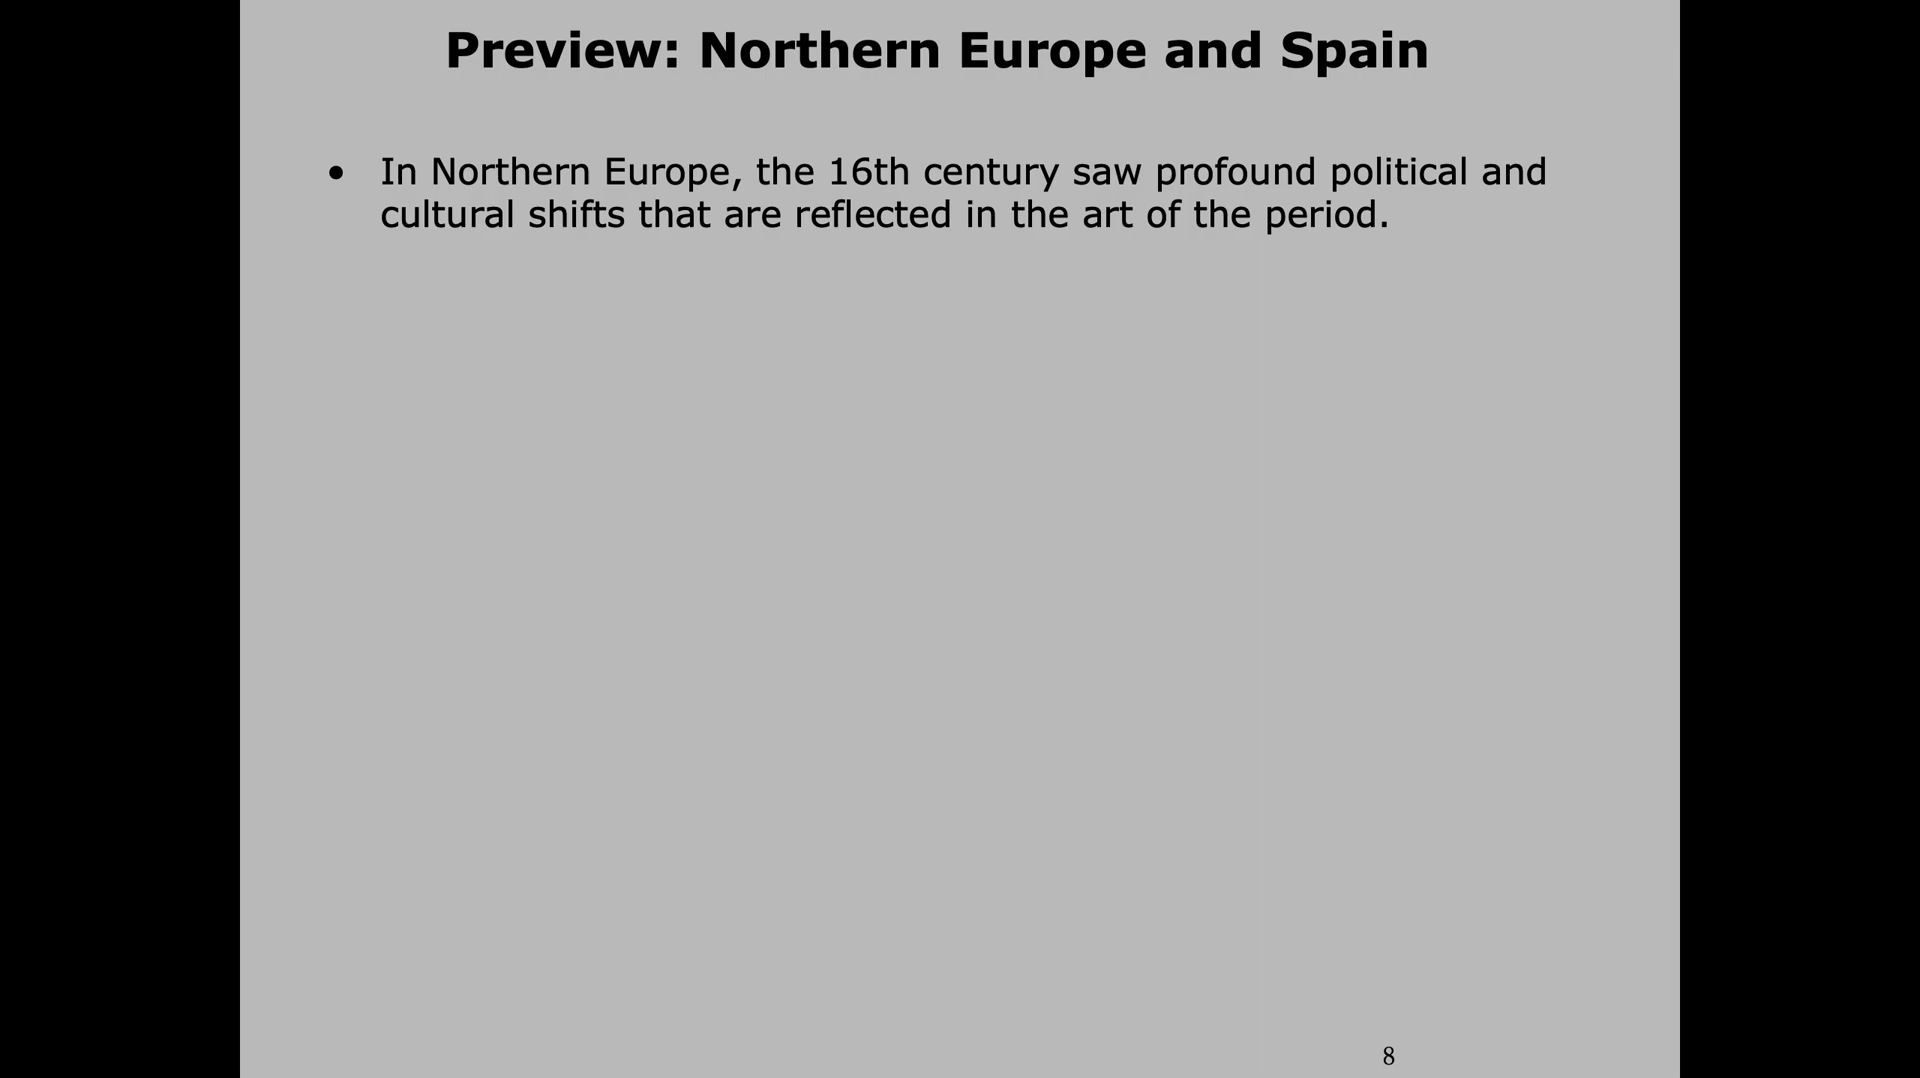 Preview: Northern Europe and Spain
• In Northern Europe, the 16th century saw profound political and
cultural shifts that are reflected in the art of the period.
8